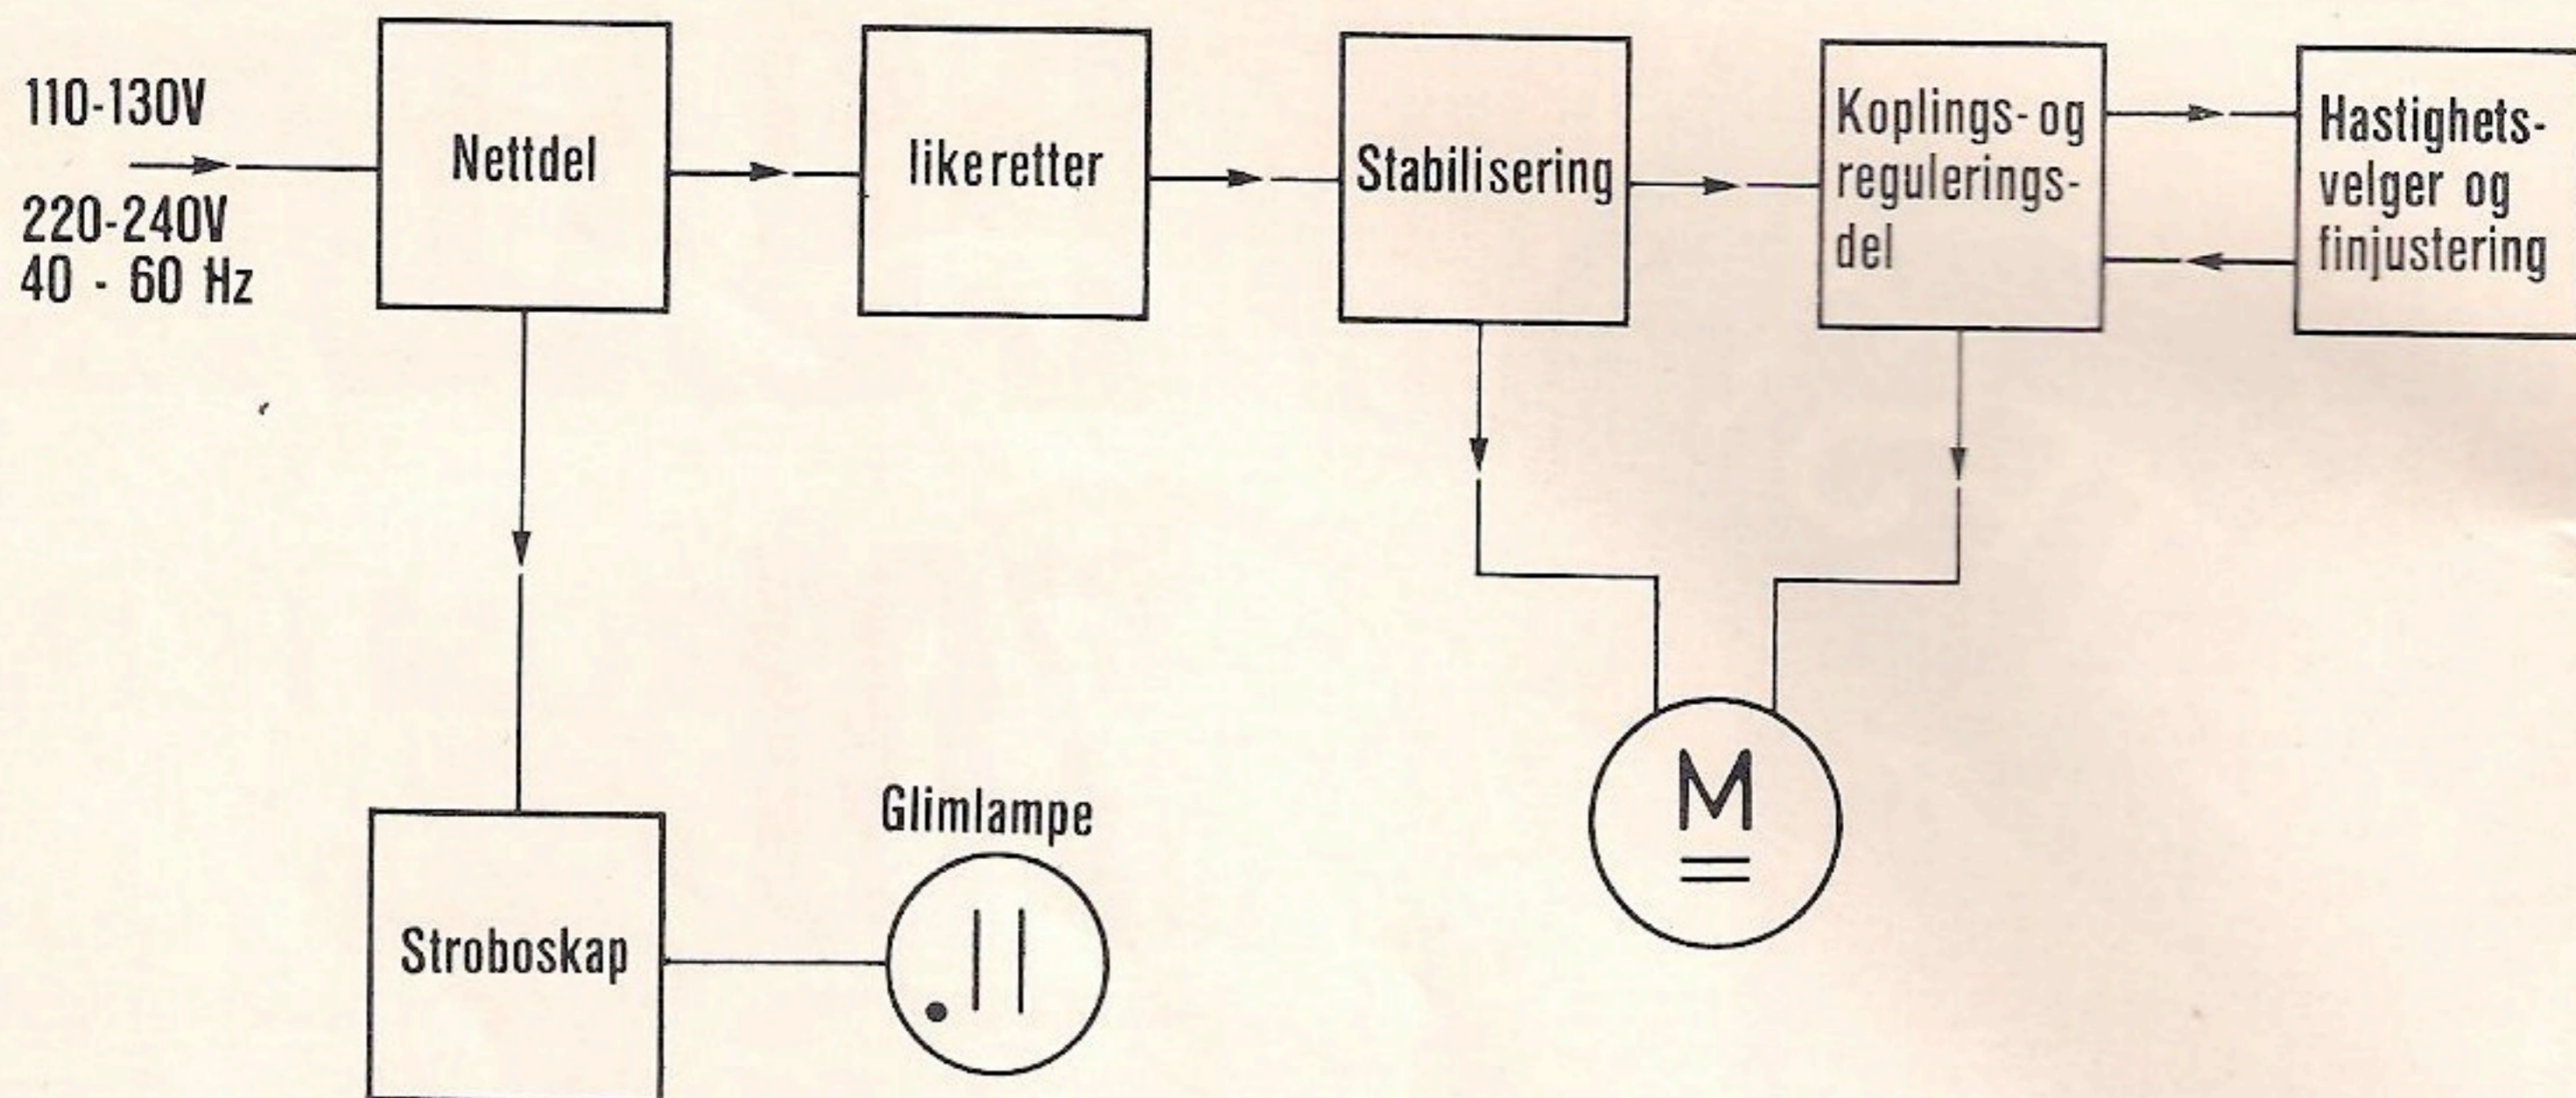 110-130V
220-240V
40 - 60 Hz
Nettdel
likeretter
Stabilisering
Koplings- og
regulerings-
del
Hastighets-
velger og
finjustering
Stroboskap
Glimlampe
M